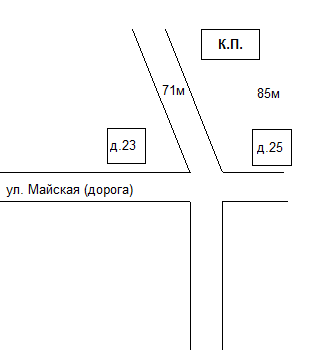 К.П.
71м
85м
д.23
д.25
ул. Майская (дорога)